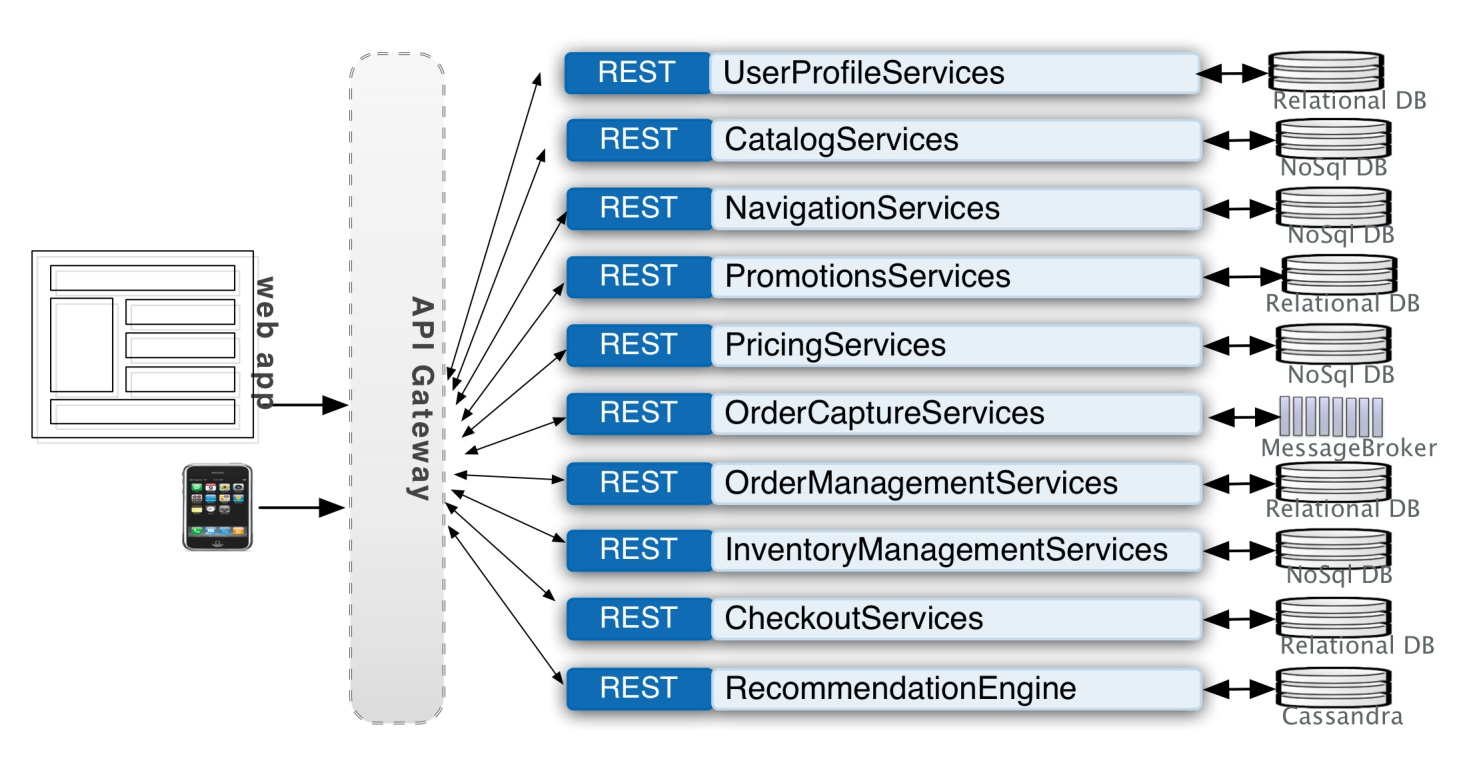 REST UserProfileServices
Relational DB
REST CatalogServices
NoSql DB
REST NavigationServices
NoSql DB
REST PromotionsServices
Relational DB
REST PricingServices
NoSql DB
REST OrderCaptureServices
MessageBroker
REST OrderManagementServices
Relational DB
REST InventoryManagementServices
NoSql DB
REST CheckoutServices
Relational DB
REST RecommendationEngine
Cassandra
web app
API Gateway